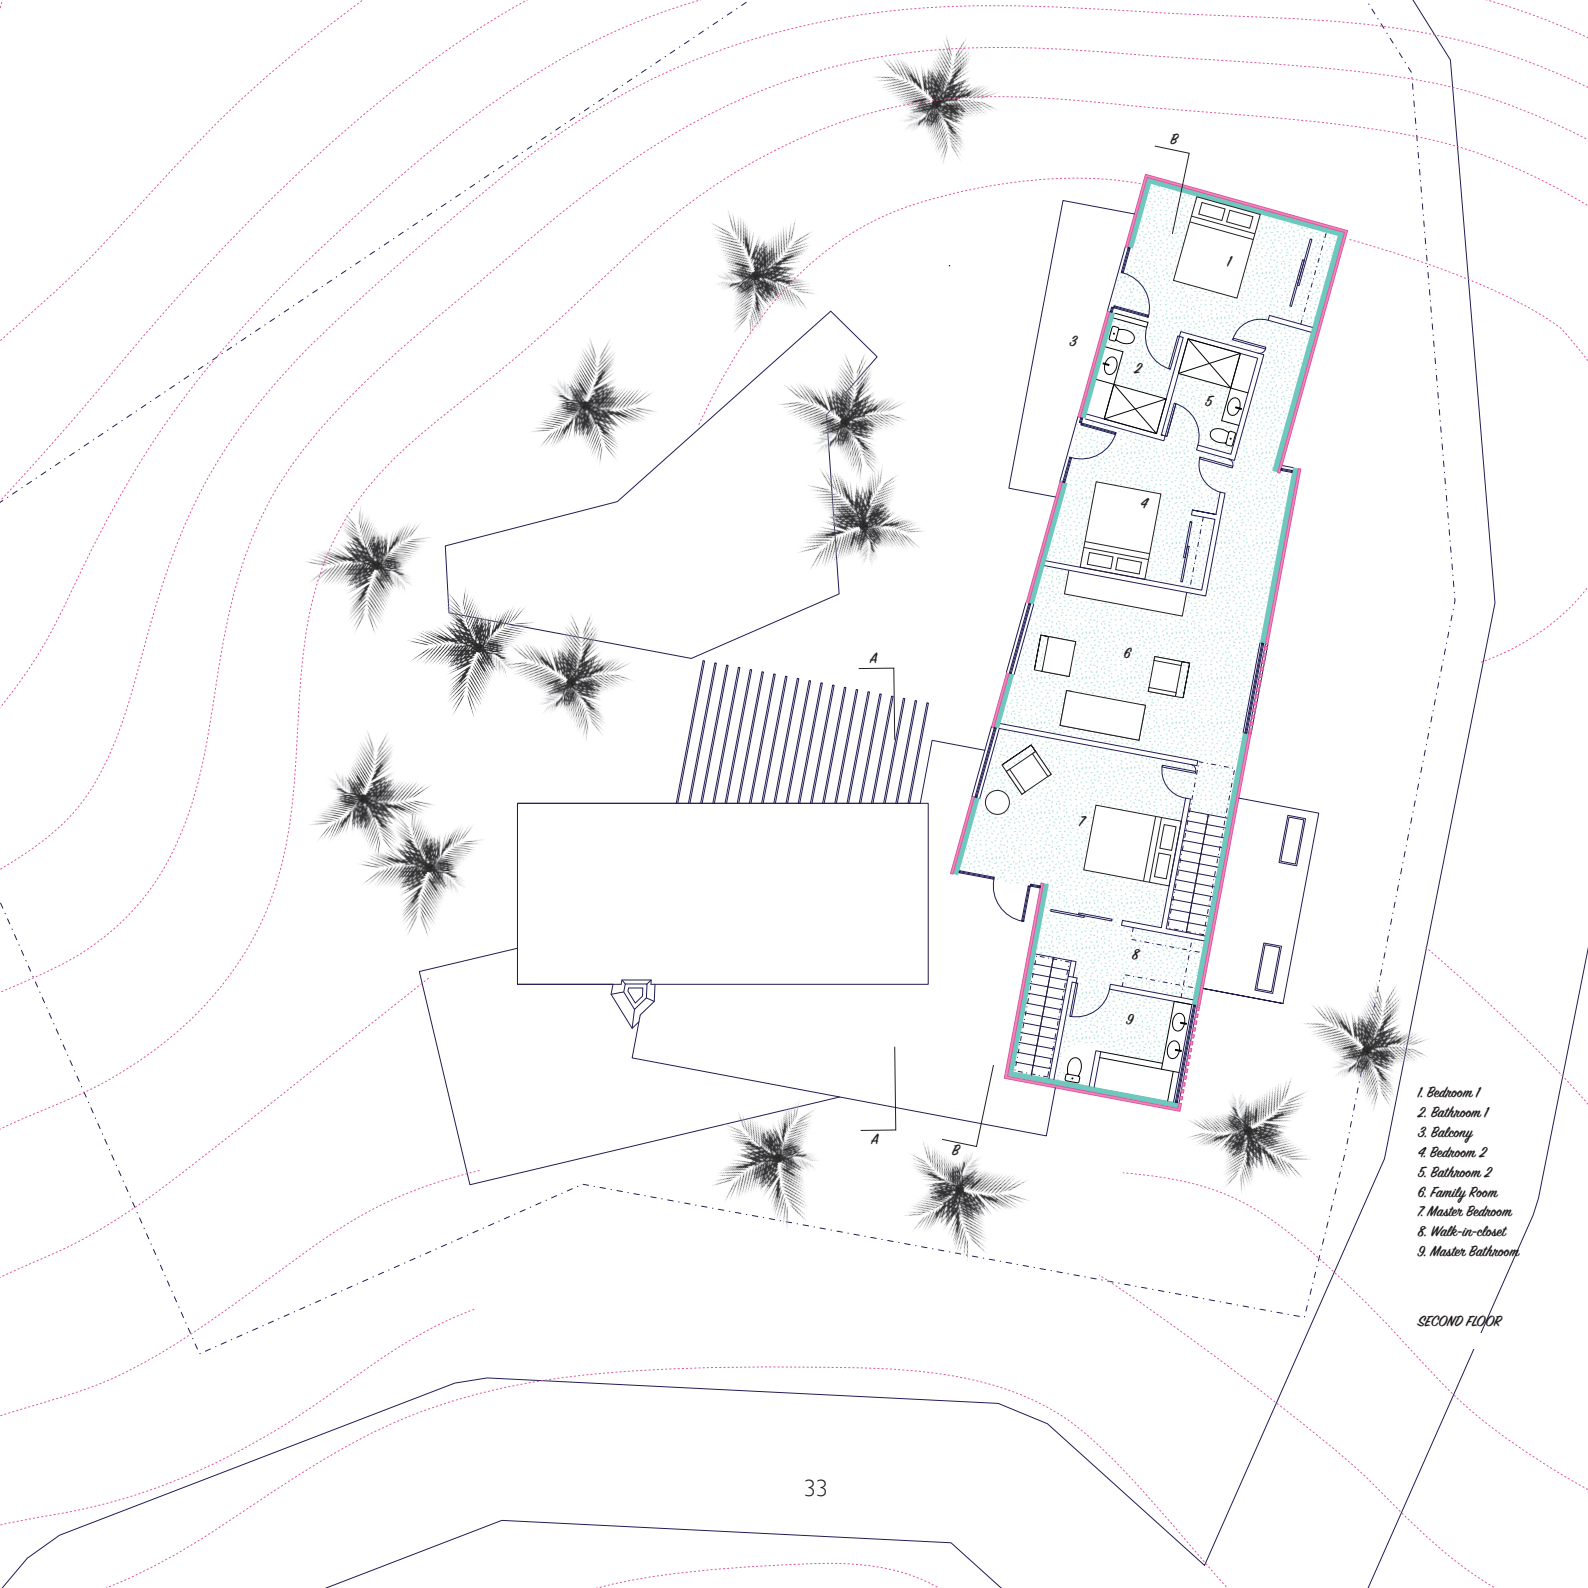 B
1
3
2
5
4
A
6
7
8
9
1. Bedroom 1
2. Bathroom 1
3. Balcony
4. Bedroom 2
5. Bathroom 2
6. Family Room
7. Master Bedroom
8. Walk-in-closet
9. Master Bathroom
A
B
SECOND FLOOR
33